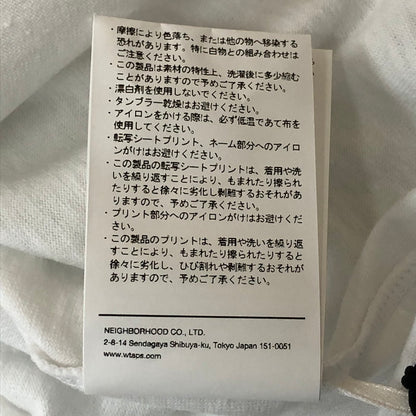 ・摩擦により色落ち、または他の物へ移染する
恐れがあります。特に白物との組み合わせは
ご注意ください。
・この製品は素材の特性上、洗濯後に多少縮む
ことがありますので予めご了承ください。
・漂白剤を使用しないでください。
・タンブラー乾燥はお避けください。
・アイロンをかける際は、必ず低温であて布を
使用してください。
・転写シートプリント、ネーム部分へのアイロ
ンがけはお避けください。
・この製品の転写シートプリントは、着用や洗
いを繰り返すことにより、もまれたり擦られ
たりすると徐々に劣化し剥離するおそれがあ
りますので、予めご了承ください。
・プリント部分へのアイロンがけはお避けくだ
さい。
・この製品のプリントは、着用や洗いを繰り返
すことにより、もまれたり擦られたりすると
徐々に劣化し、ひび割れや剥離するおそれが
ありますので、予めご了承ください。
NEIGHBORHOOD CO., LTD.
2-8-14 Sendagaya Shibuya-ku, Tokyo Japan 151-0051
www.wtaps.com